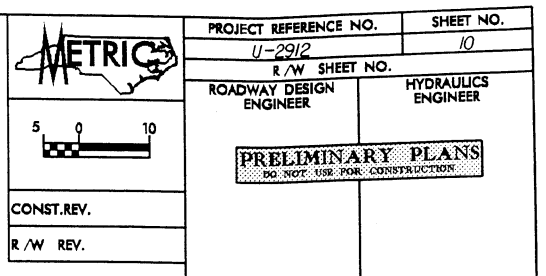 METRIC
PROJECT REFERENCE NO.
SHEET NO.
U-2912
10
R/W SHEET NO.
ROADWAY DESIGN
ENGINEER
HYDRAULICS
ENGINEER
5 0 10
PRELIMINARY PLANS
DO NOT USE FOR CONSTRUCTION
CONST.REV.
R/W REV.